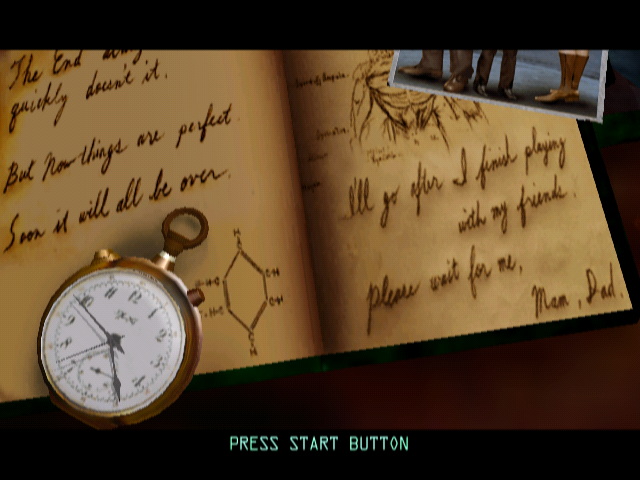 The End
quickly doesn't it.
But Now things are perfect.
Soon it will all be over.
I'll go after I finish playing
with my friends.
please wait for me,
Mam, Dad.
PRESS START BUTTON